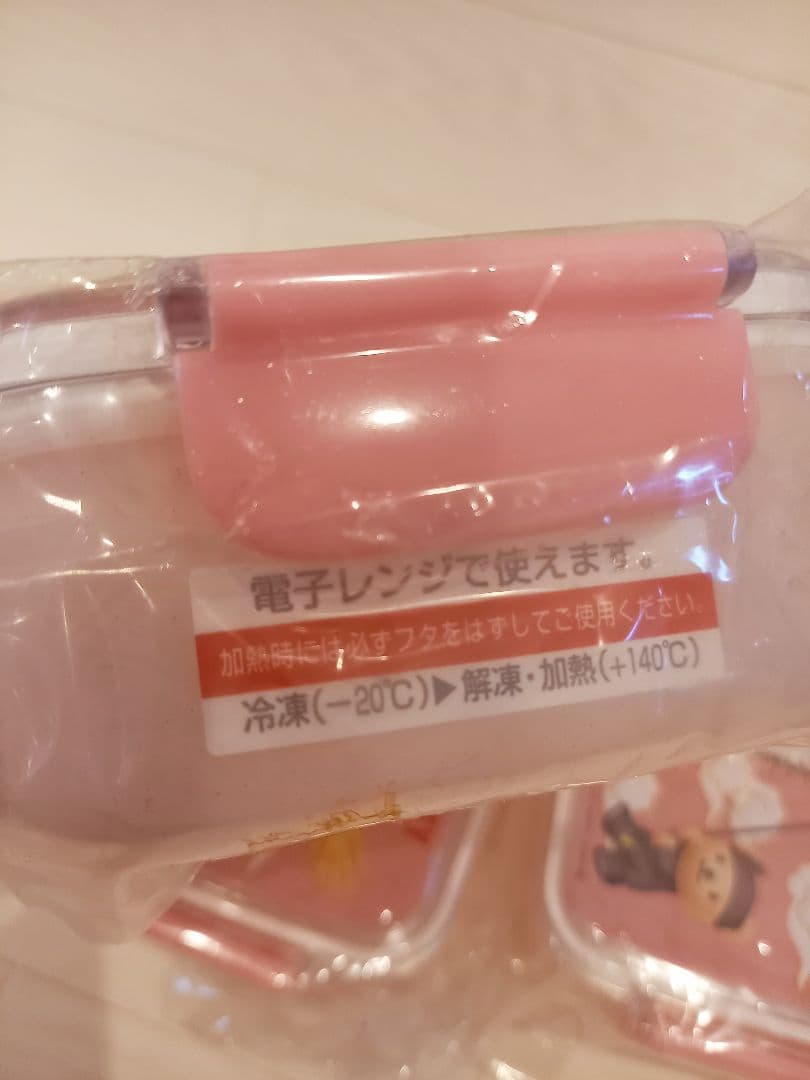 電子レンジで使えます。
加熱時には必ずフタをはずしてご使用ください。
冷凍(−20℃)▶解凍・加熱(+140℃)